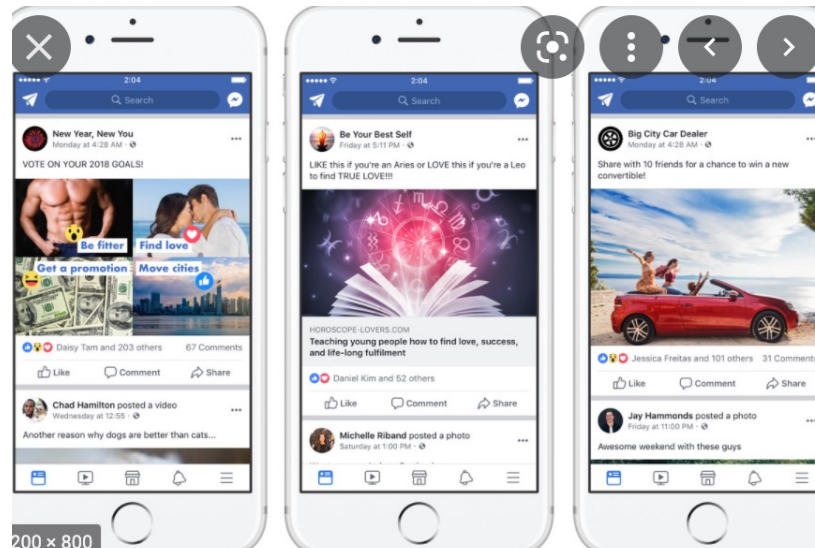 2:04
Search
New Year, New You
Monday at 4:28 AM ·
VOTE ON YOUR 2018 GOALS!
Be fitter
Find love
Get a promotion
Move cities
Daisy Tam and 203 others
67 Comments
Like
Comment
Share
Chad Hamilton posted a video
Wednesday at 12:55 ·
Another reason why dogs are better than cats...
200 × 800
2:04
Search
Be Your Best Self
Friday at 5:11 PM ·
LIKE this if you're an Aries or LOVE this if you're a Leo
to find TRUE LOVE!!!
HOROSCOPE-LOVERS.COM
Teaching young people how to find love, success,
and life-long fulfilment
Daniel Kim and 52 others
Like
Comment
Share
Michelle Riband posted a photo
Saturday at 1:00 PM ·
2:04
Search
Big City Car Dealer
Monday at 4:28 AM ·
Share with 10 friends for a chance to win a new
convertible!!!
Jessica Freitas and 101 others
31 Comments
Like
Comment
Share
Jay Hammonds posted a photo
Friday at 11:00 PM ·
Awesome weekend with these guys